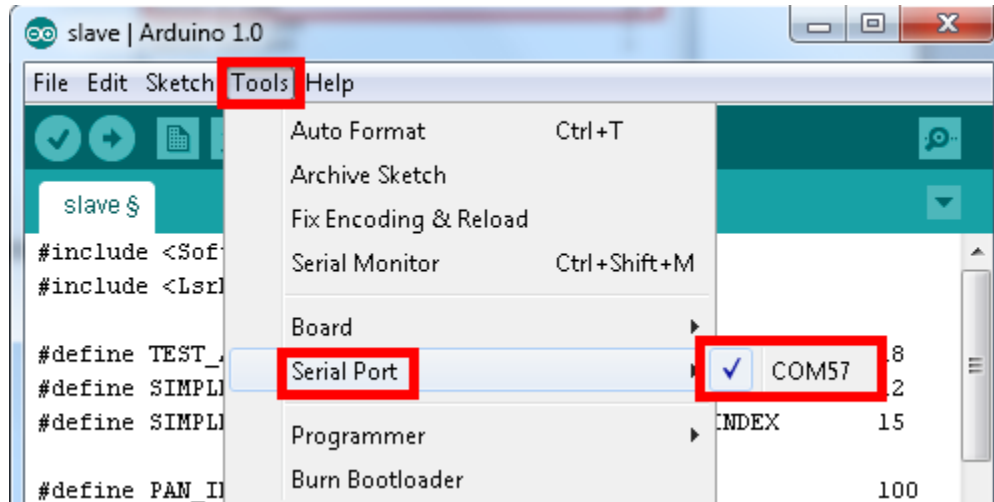 slave | Arduino 1.0
File Edit Sketch Tools Help
Auto Format Ctrl+T
Archive Sketch
slave §
Fix Encoding & Reload
#include <Sof
Serial Monitor Ctrl+Shift+M
#include <Lsr
Board
#define TEST_ 18
Serial Port COM57
#define SIMPL 12
#define SIMPL INDEX 15
Programmer
Burn Bootloader
#define PAN_I 100